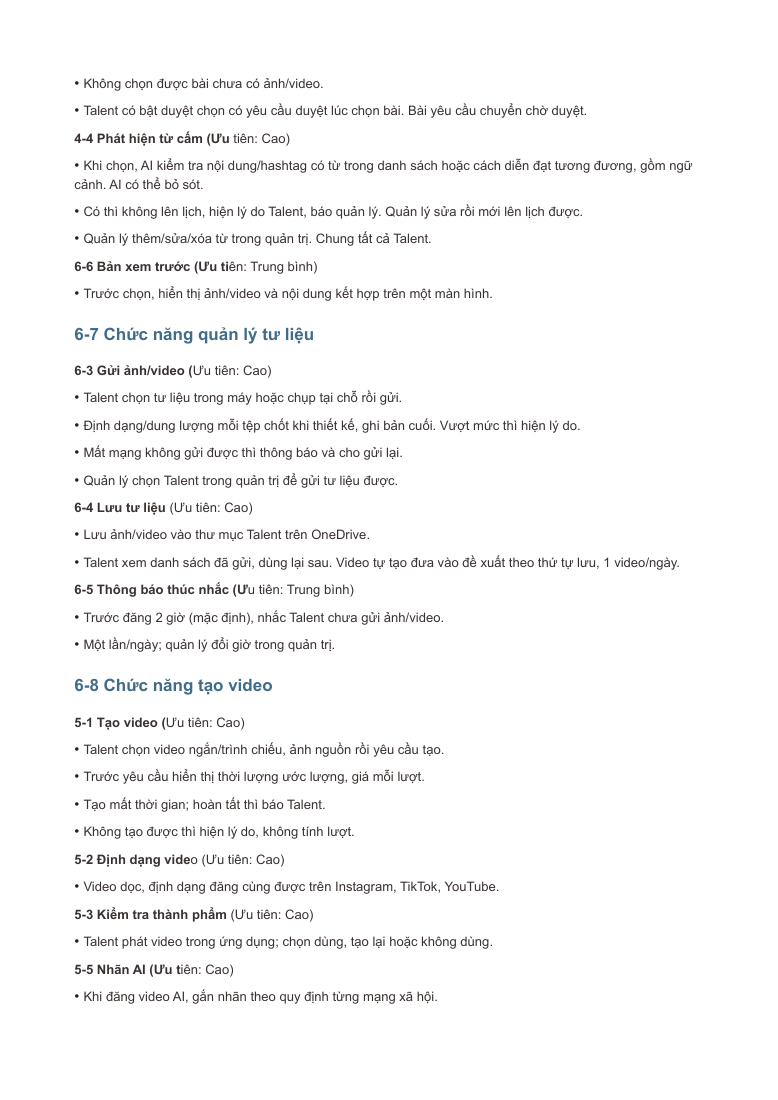 • Không chọn được bài chưa có ảnh/video.
• Talent có bật duyệt chọn có yêu cầu duyệt lúc chọn bài. Bài yêu cầu chuyển chờ duyệt.
4-4 Phát hiện từ cấm (Ưu tiên: Cao)
• Khi chọn, AI kiểm tra nội dung/hashtag có từ trong danh sách hoặc cách diễn đạt tương đương, gồm ngữ
cảnh. AI có thể bỏ sót.
• Có thì không lên lịch, hiện lý do Talent, báo quản lý. Quản lý sửa rồi mới lên lịch được.
• Quản lý thêm/sửa/xóa từ trong quản trị. Chung tất cả Talent.
6-6 Bản xem trước (Ưu tiên: Trung bình)
• Trước chọn, hiển thị ảnh/video và nội dung kết hợp trên một màn hình.
6-7 Chức năng quản lý tư liệu
6-3 Gửi ảnh/video (Ưu tiên: Cao)
• Talent chọn tư liệu trong máy hoặc chụp tại chỗ rồi gửi.
• Định dạng/dung lượng mỗi tệp chốt khi thiết kế, ghi bản cuối. Vượt mức thì hiện lý do.
• Mất mạng không gửi được thì thông báo và cho gửi lại.
• Quản lý chọn Talent trong quản trị để gửi tư liệu được.
6-4 Lưu tư liệu (Ưu tiên: Cao)
• Lưu ảnh/video vào thư mục Talent trên OneDrive.
• Talent xem danh sách đã gửi, dùng lại sau. Video tự tạo đưa vào đề xuất theo thứ tự lưu, 1 video/ngày.
6-5 Thông báo thúc nhắc (Ưu tiên: Trung bình)
• Trước đăng 2 giờ (mặc định), nhắc Talent chưa gửi ảnh/video.
• Một lần/ngày; quản lý đổi giờ trong quản trị.
6-8 Chức năng tạo video
5-1 Tạo video (Ưu tiên: Cao)
• Talent chọn video ngắn/trình chiếu, ảnh nguồn rồi yêu cầu tạo.
• Trước yêu cầu hiển thị thời lượng ước lượng, giá mỗi lượt.
• Tạo mất thời gian; hoàn tất thì báo Talent.
• Không tạo được thì hiện lý do, không tính lượt.
5-2 Định dạng video (Ưu tiên: Cao)
• Video dọc, định dạng đăng cùng được trên Instagram, TikTok, YouTube.
5-3 Kiểm tra thành phẩm (Ưu tiên: Cao)
• Talent phát video trong ứng dụng; chọn dùng, tạo lại hoặc không dùng.
5-5 Nhãn AI (Ưu tiên: Cao)
• Khi đăng video AI, gắn nhãn theo quy định từng mạng xã hội.